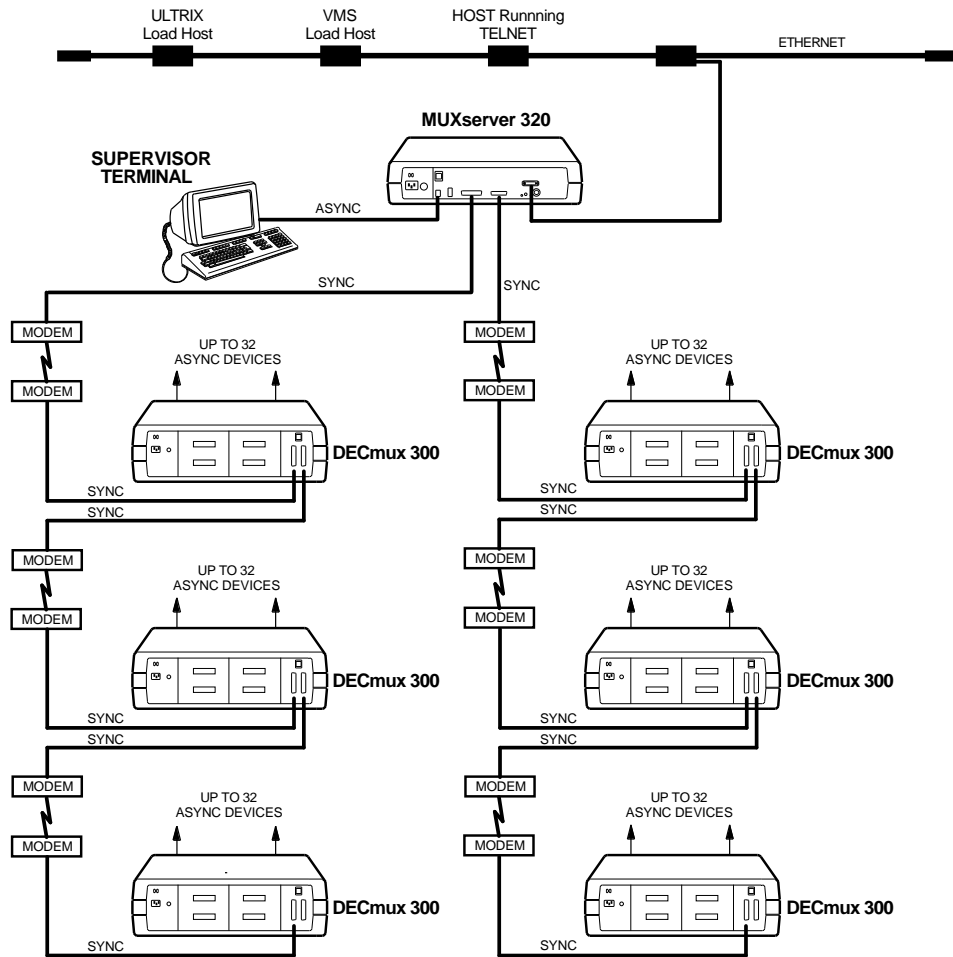 ULTRIX
Load Host
VMS
Load Host
HOST Runnning
TELNET
ETHERNET
MUXserver 320
SUPERVISOR
TERMINAL
ASYNC
SYNC
SYNC
MODEM
MODEM
UP TO 32
ASYNC DEVICES
UP TO 32
ASYNC DEVICES
MODEM
MODEM
DECmux 300
DECmux 300
SYNC
SYNC
SYNC
SYNC
MODEM
MODEM
UP TO 32
ASYNC DEVICES
UP TO 32
ASYNC DEVICES
MODEM
MODEM
DECmux 300
DECmux 300
SYNC
SYNC
SYNC
SYNC
MODEM
MODEM
UP TO 32
ASYNC DEVICES
UP TO 32
ASYNC DEVICES
MODEM
MODEM
DECmux 300
DECmux 300
SYNC
SYNC